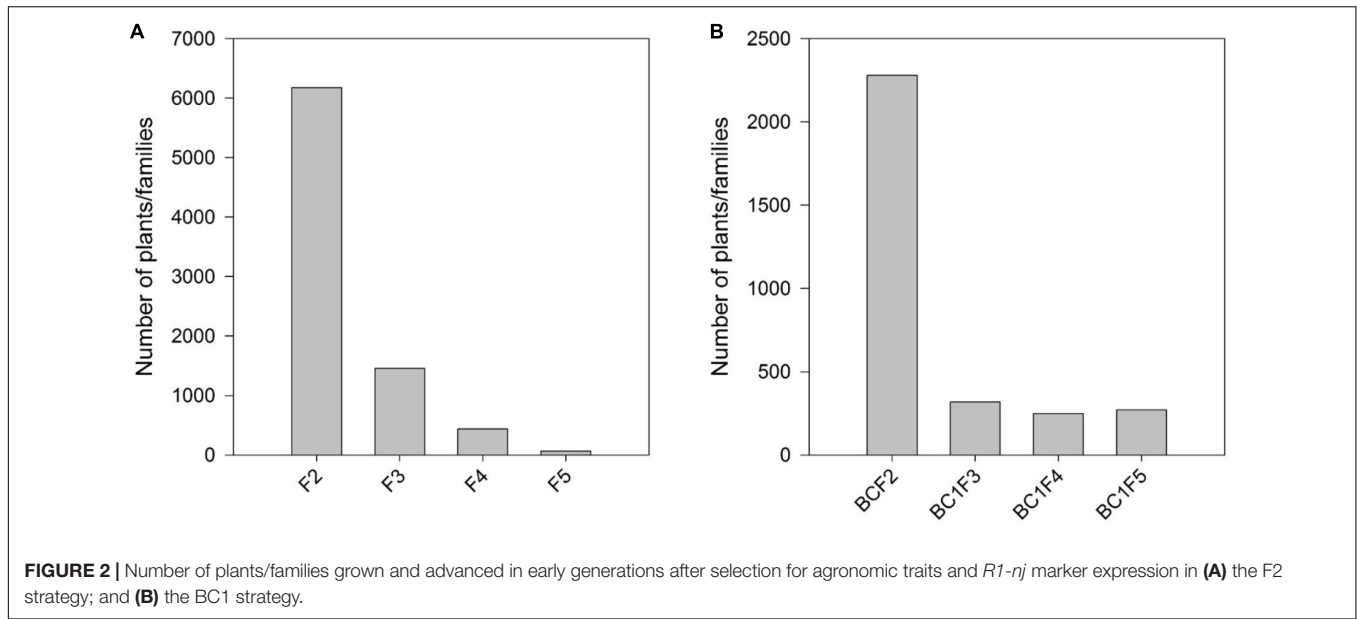 A
7000
6000
5000
4000
3000
2000
1000
0
Number of plants/families
F2
F3
F4
F5
B
2500
2000
1500
1000
500
0
Number of plants/families
BCF2
BC1F3
BC1F4
BC1F5
FIGURE 2 | Number of plants/families grown and advanced in early generations after selection for agronomic traits and R1-nj marker expression in (A) the F2
strategy; and (B) the BC1 strategy.